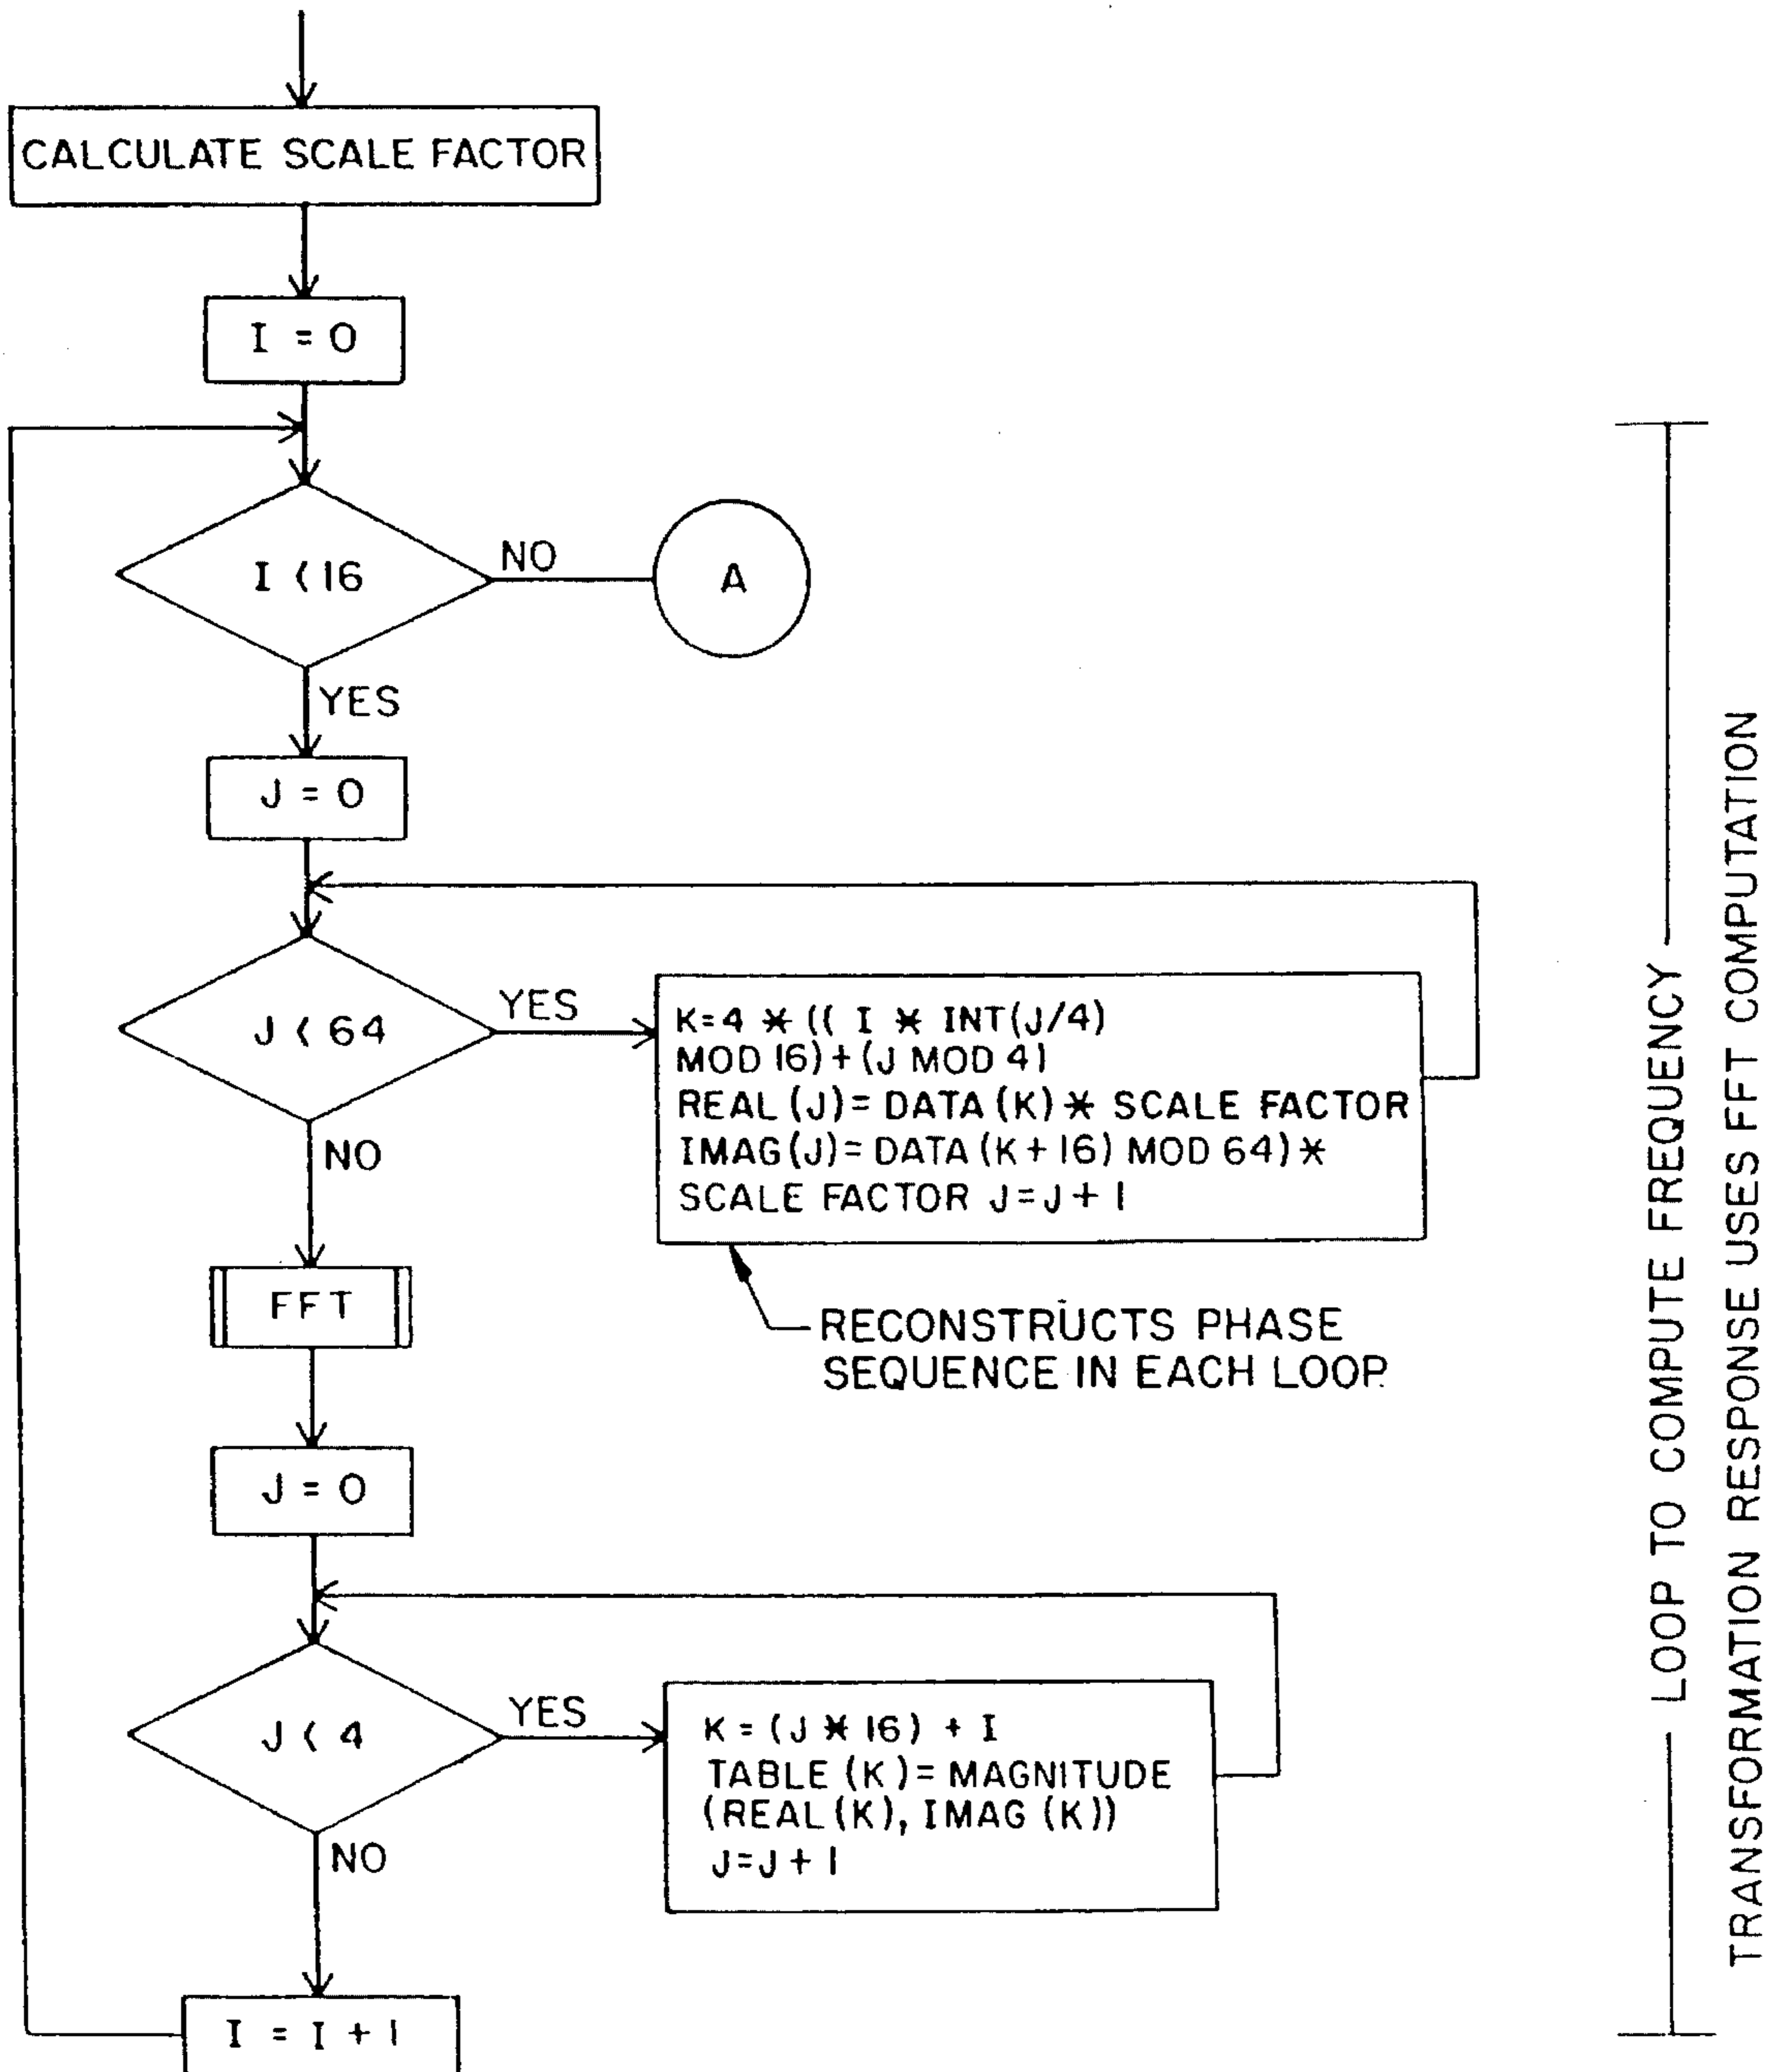 CALCULATE SCALE FACTOR
I = 0
I < 16
NO
A
YES
J = 0
J < 64
YES
K=4 * (( I * INT(J/4)
MOD 16) + (J MOD 4)
REAL (J) = DATA (K) * SCALE FACTOR
IMAG (J) = DATA (K + 16) MOD 64) *
SCALE FACTOR J = J + 1
NO
RECONSTRUCTS PHASE
SEQUENCE IN EACH LOOP
FFT
J = 0
J < 4
YES
K = (J * 16) + I
TABLE (K) = MAGNITUDE
(REAL (K), IMAG (K))
J = J + 1
NO
I = I + 1
LOOP TO COMPUTE FREQUENCY
TRANSFORMATION RESPONSE USES FFT COMPUTATION